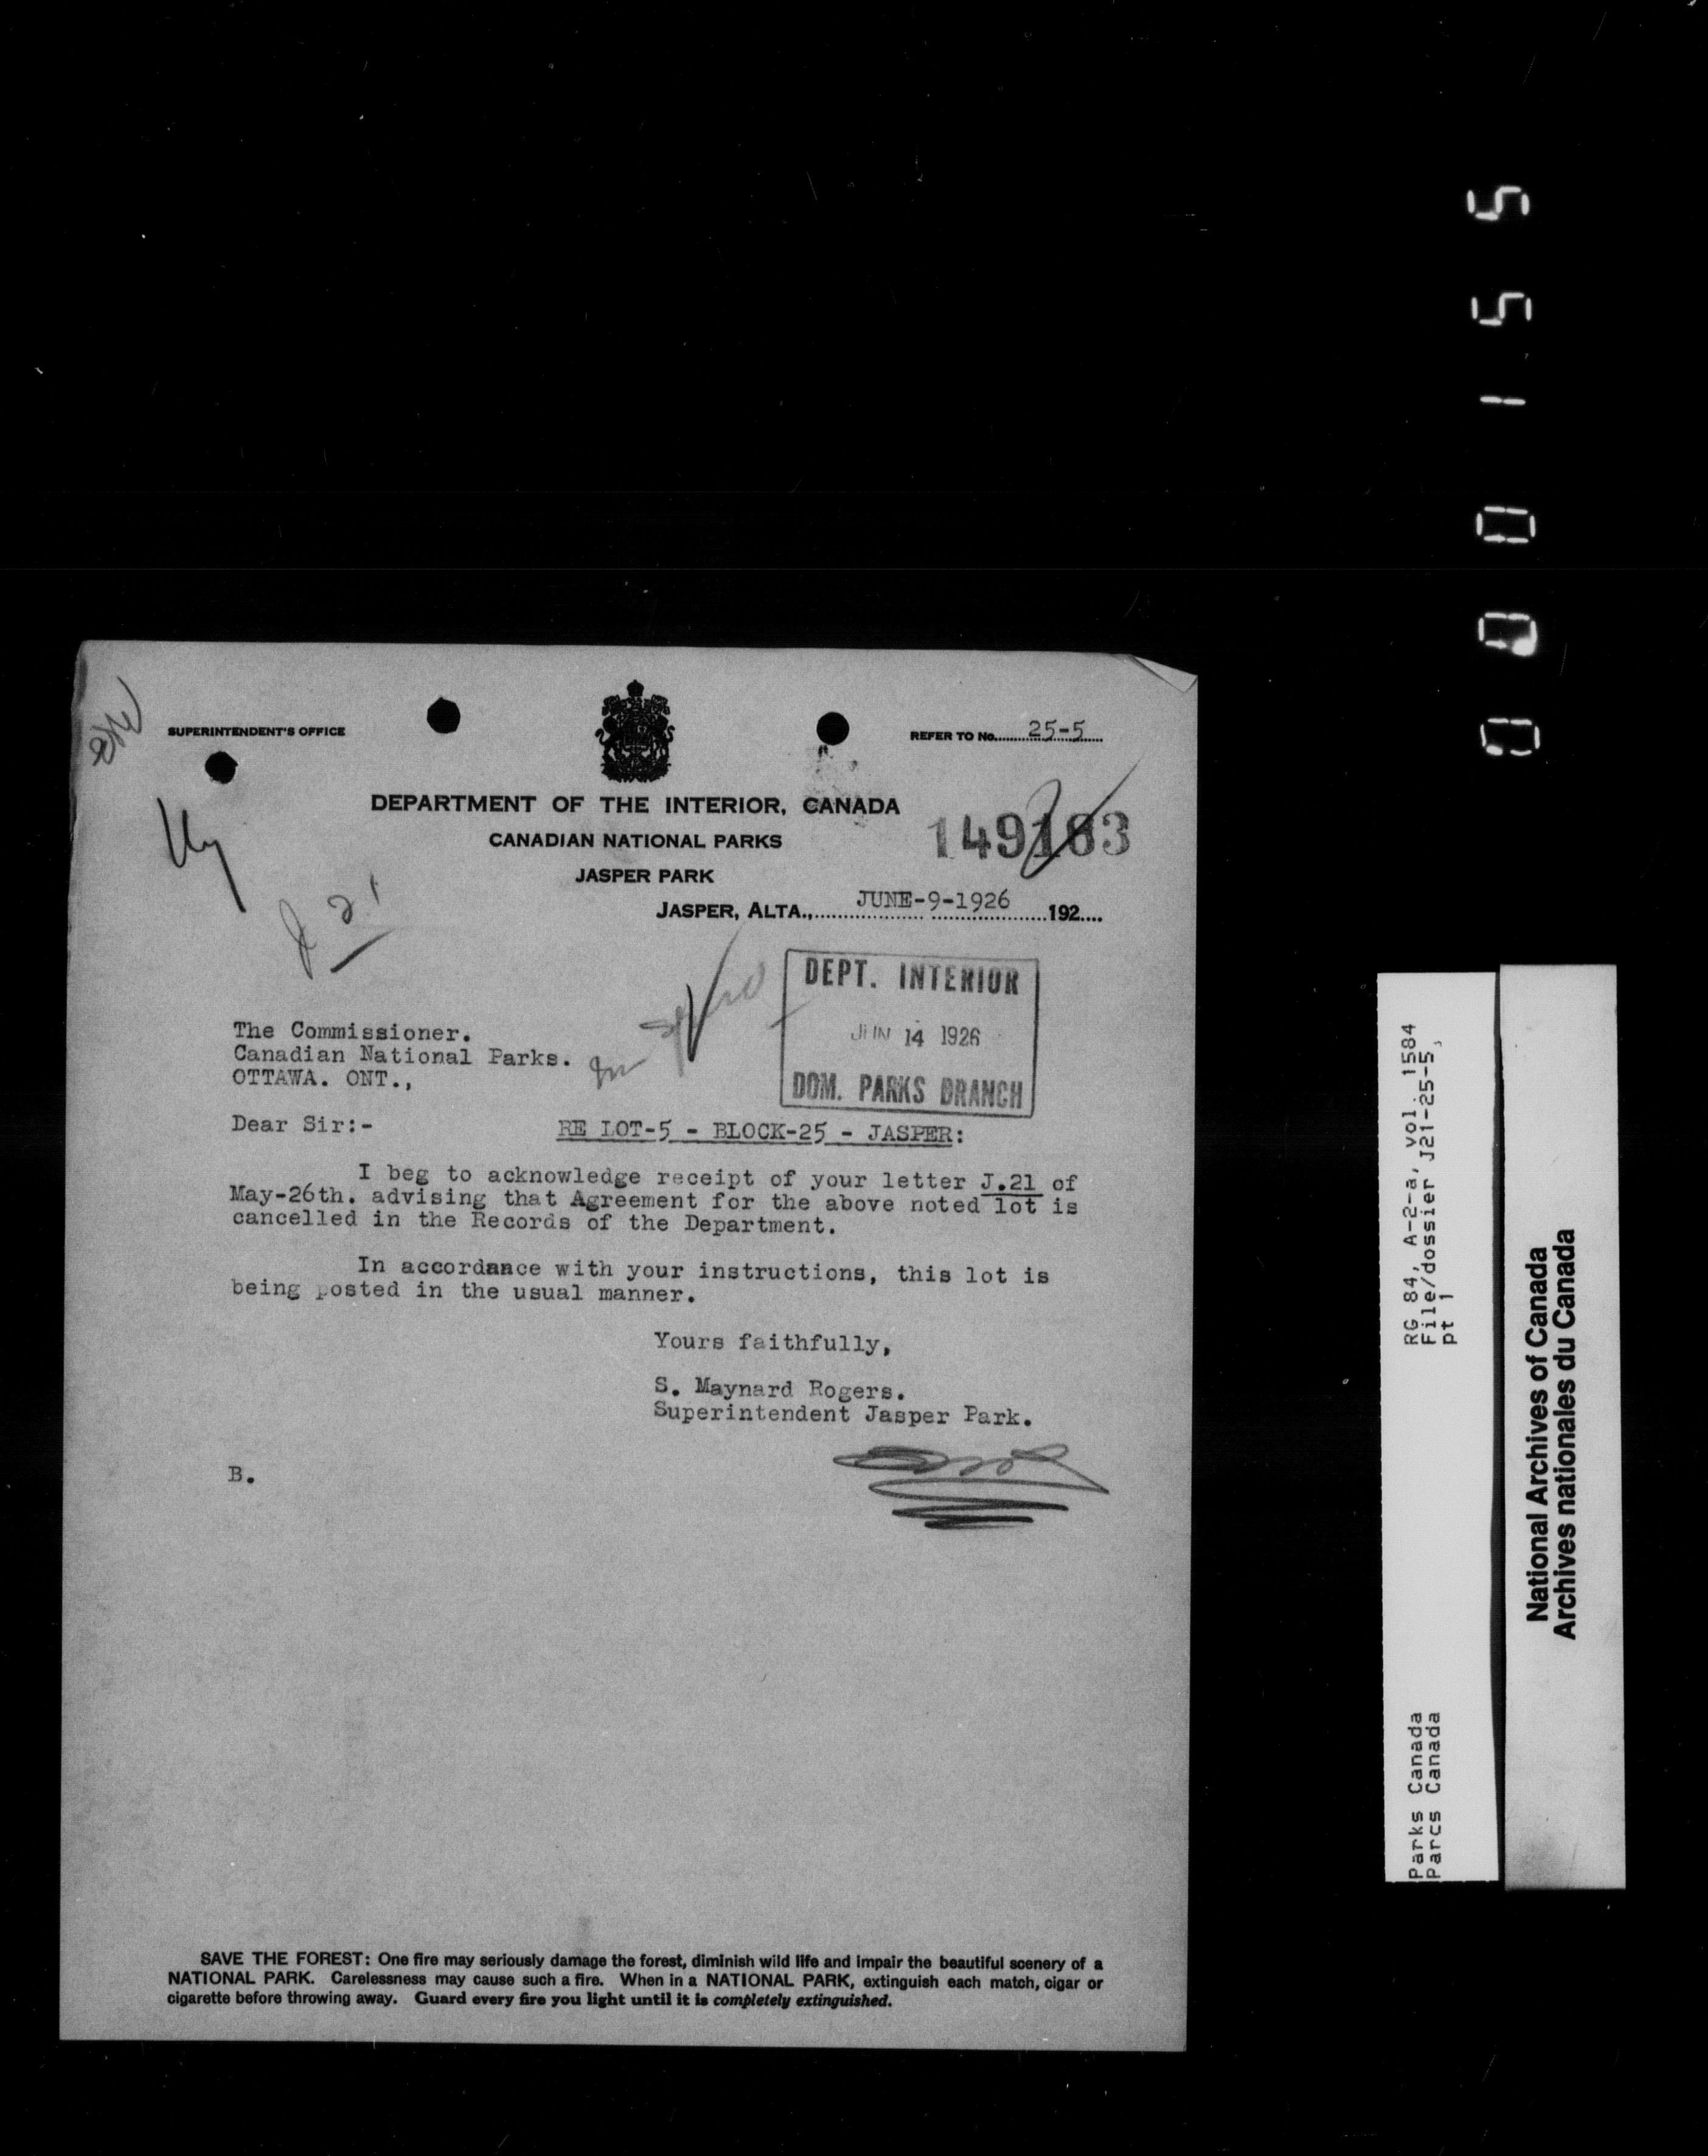 SUPERINTENDENT'S OFFICE
REFER TO No. 25-5
DEPARTMENT OF THE INTERIOR, CANADA
CANADIAN NATIONAL PARKS
149183
JASPER PARK
JASPER, ALTA., JUNE-9-1926 192....
J 21
DEPT. INTERIOR
JUN 14 1926
DOM. PARKS BRANCH
The Commissioner.
Canadian National Parks.
OTTAWA. ONT.,
Dear Sir:-
RE LOT-5 - BLOCK-25 - JASPER:
I beg to acknowledge receipt of your letter J.21 of
May-26th. advising that Agreement for the above noted lot is
cancelled in the Records of the Department.
In accordance with your instructions, this lot is
being posted in the usual manner.
Yours faithfully,
S. Maynard Rogers.
Superintendent Jasper Park.
B.
SAVE THE FOREST: One fire may seriously damage the forest, diminish wild life and impair the beautiful scenery of a
NATIONAL PARK. Carelessness may cause such a fire. When in a NATIONAL PARK, extinguish each match, cigar or
cigarette before throwing away. Guard every fire you light until it is completely extinguished.
Parks Canada
Parcs Canada
RG 84, A-2-a, vol. 1584
File/dossier J21-25-5,
pt 1
National Archives of Canada
Archives nationales du Canada
000155